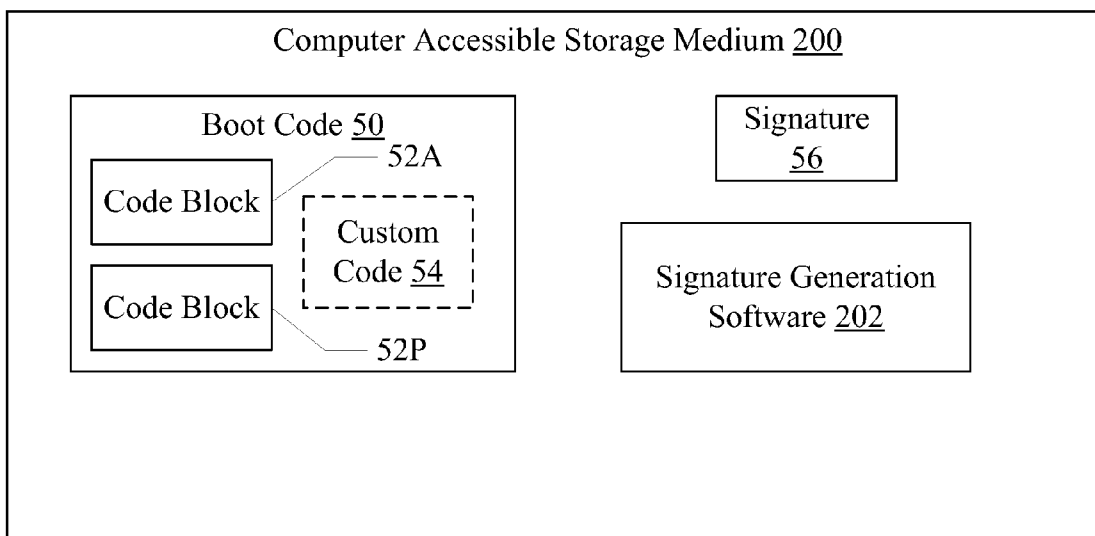 Computer Accessible Storage Medium 200
Boot Code 50
52A
Code Block
Custom
Code 54
Code Block
52P
Signature
56
Signature Generation
Software 202